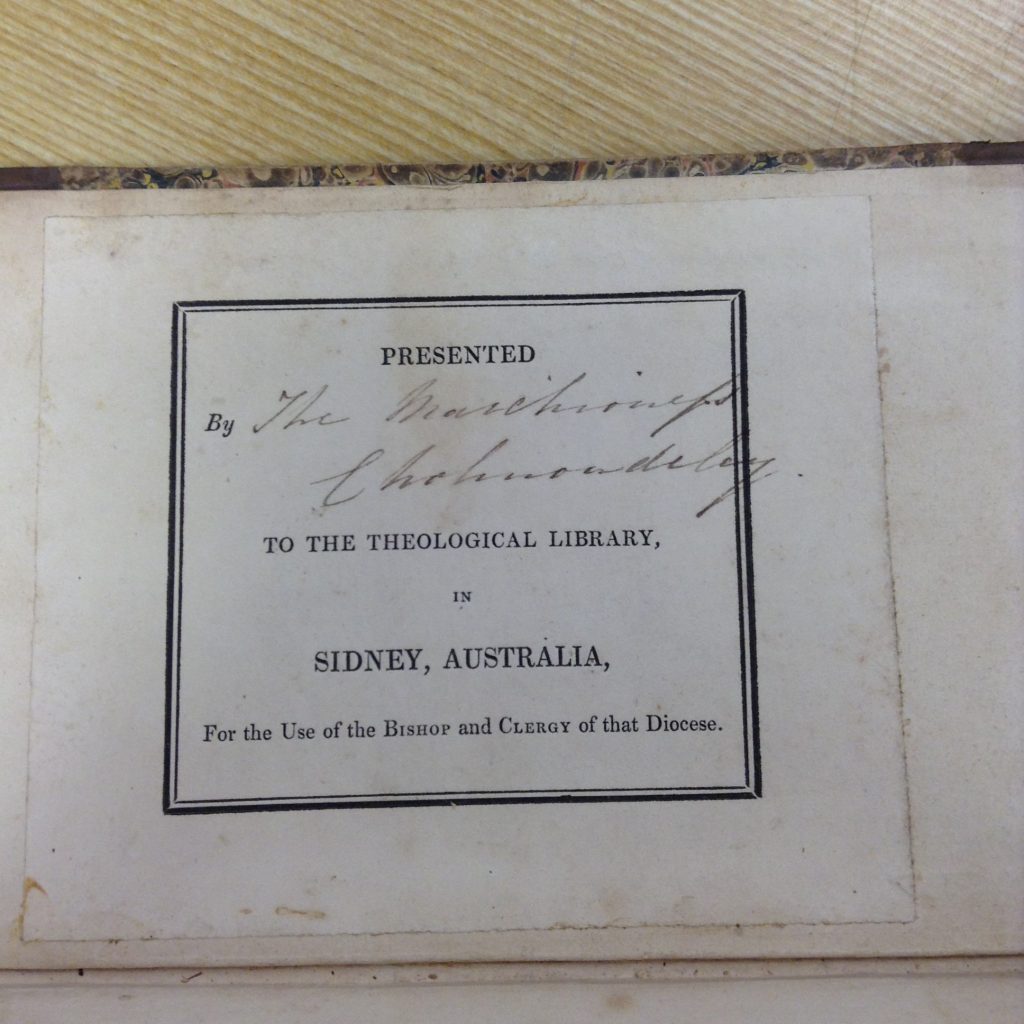 PRESENTED
By The Marchioness
Cholmondeley.
TO THE THEOLOGICAL LIBRARY,
IN
SIDNEY, AUSTRALIA,
For the Use of the BISHOP and CLERGY of that Diocese.